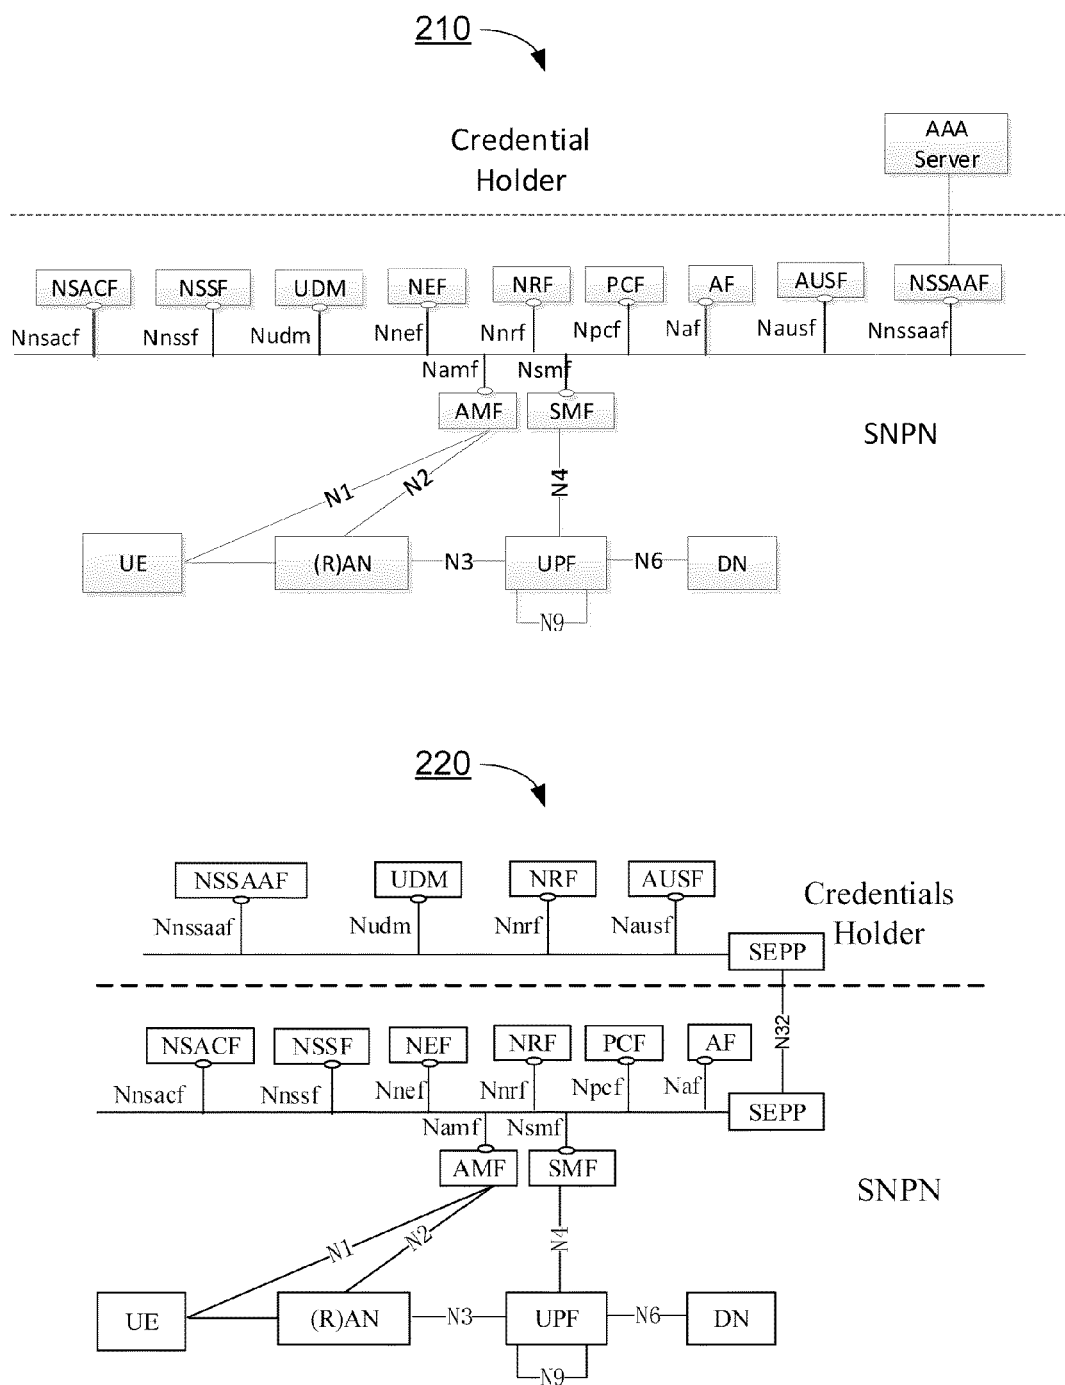 210
Credential
Holder
AAA
Server
NSACF
NSSF
UDM
NEF
NRF
PCF
AF
AUSF
NSSAAF
Nnsacf
Nnssf
Nudm
Nnef
Nnrf
Npcf
Naf
Nausf
Nnssaaf
Namf
Nsmf
AMF
SMF
SNPN
N1
N2
N4
UE
(R)AN
N3
UPF
N6
DN
N9
220
NSSAAF
UDM
NRF
AUSF
Credentials
Holder
Nnssaaf
Nudm
Nnrf
Nausf
SEPP
N32
NSACF
NSSF
NEF
NRF
PCF
AF
Nnsacf
Nnssf
Nnef
Nnrf
Npcf
Naf
SEPP
Namf
Nsmf
AMF
SMF
SNPN
N1
N2
N4
UE
(R)AN
N3
UPF
N6
DN
N9